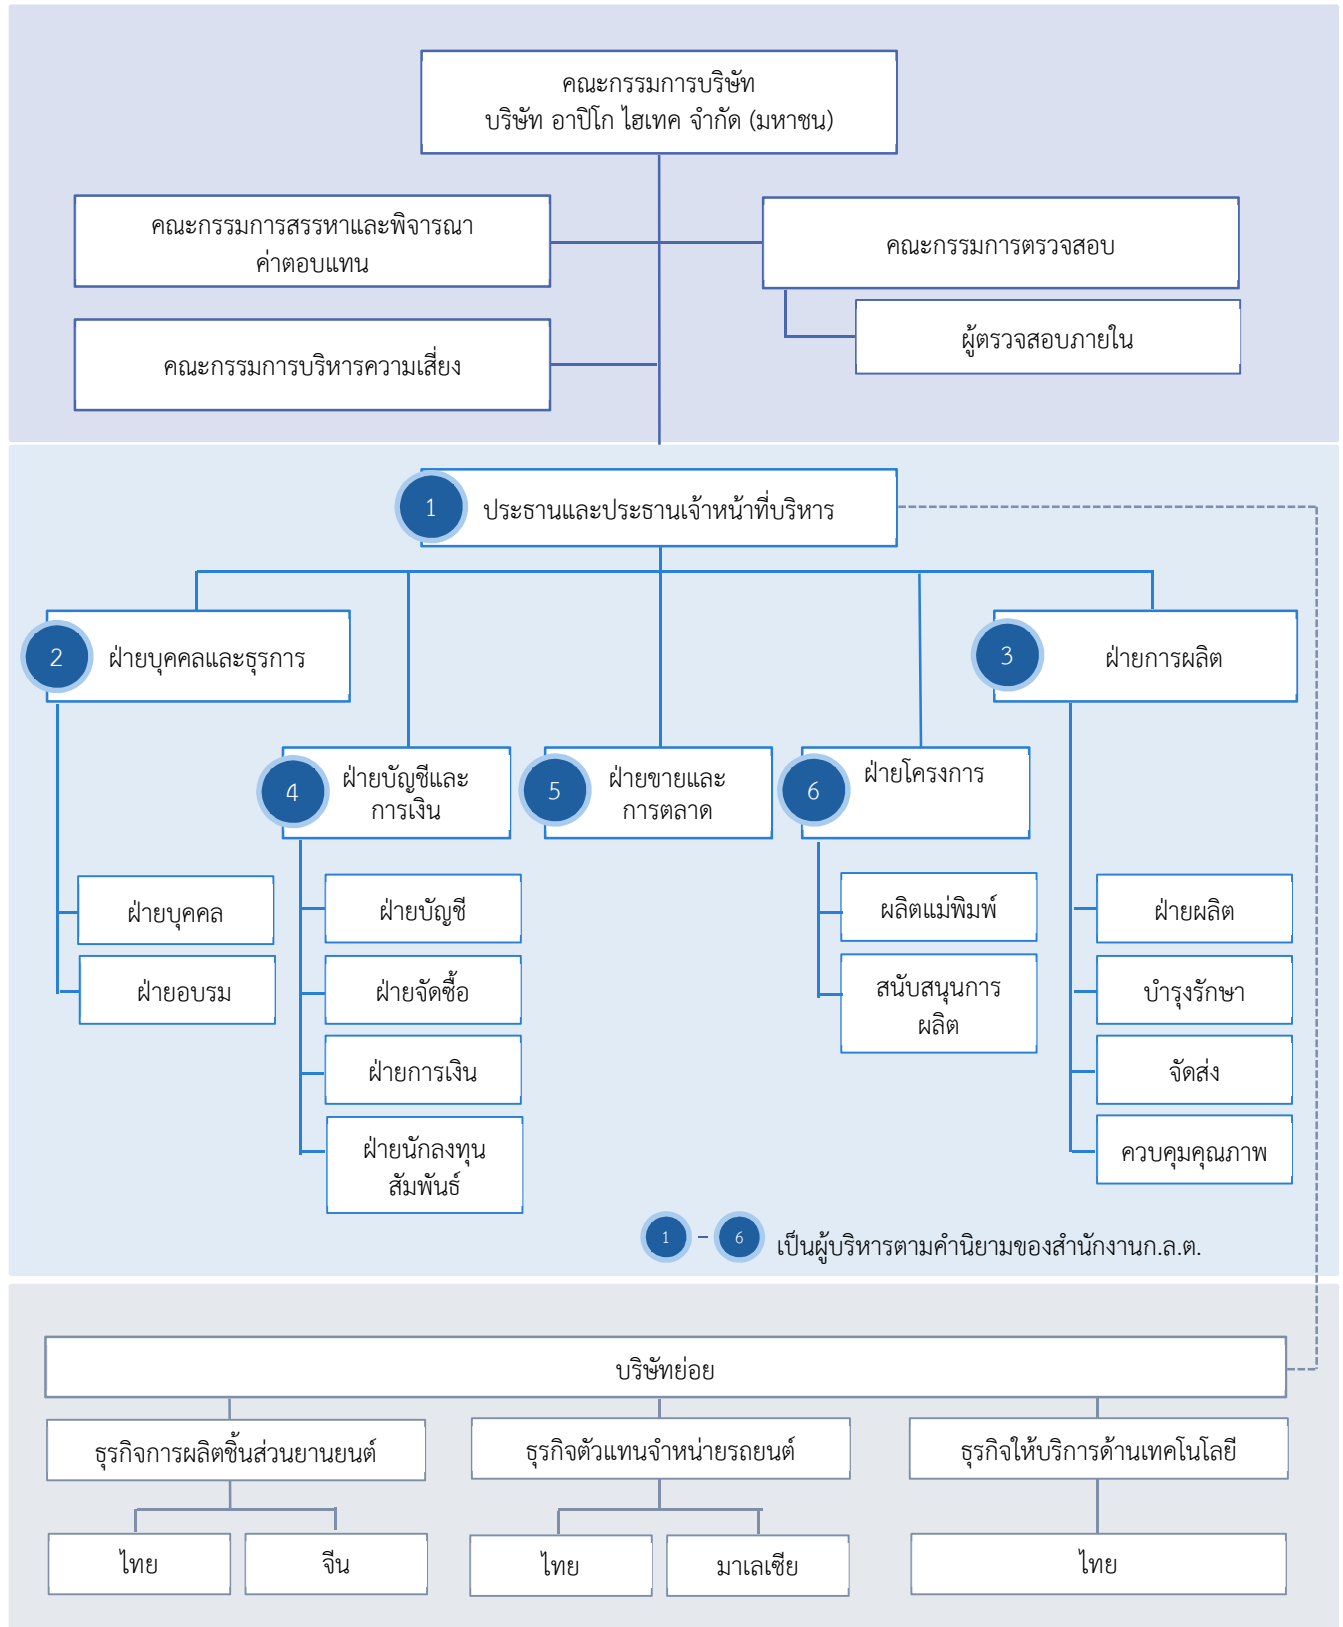 คณะกรรมการบริษัท
บริษัท อาปิโก ไฮเทค จำกัด (มหาชน)
คณะกรรมการสรรหาและพิจารณา
ค่าตอบแทน
คณะกรรมการตรวจสอบ
ผู้ตรวจสอบภายใน
คณะกรรมการบริหารความเสี่ยง
1 ประธานและประธานเจ้าหน้าที่บริหาร
2 ฝ่ายบุคคลและธุรการ
3 ฝ่ายการผลิต
4 ฝ่ายบัญชีและ
การเงิน
5 ฝ่ายขายและ
การตลาด
6 ฝ่ายโครงการ
ฝ่ายบุคคล
ฝ่ายอบรม
ฝ่ายบัญชี
ฝ่ายจัดซื้อ
ฝ่ายการเงิน
ฝ่ายนักลงทุน
สัมพันธ์
ผลิตแม่พิมพ์
สนับสนุนการ
ผลิต
ฝ่ายผลิต
บำรุงรักษา
จัดส่ง
ควบคุมคุณภาพ
1 - 6 เป็นผู้บริหารตามคำนิยามของสำนักงานก.ล.ต.
บริษัทย่อย
ธุรกิจการผลิตชิ้นส่วนยานยนต์
ธุรกิจตัวแทนจำหน่ายรถยนต์
ธุรกิจให้บริการด้านเทคโนโลยี
ไทย
จีน
ไทย
มาเลเซีย
ไทย